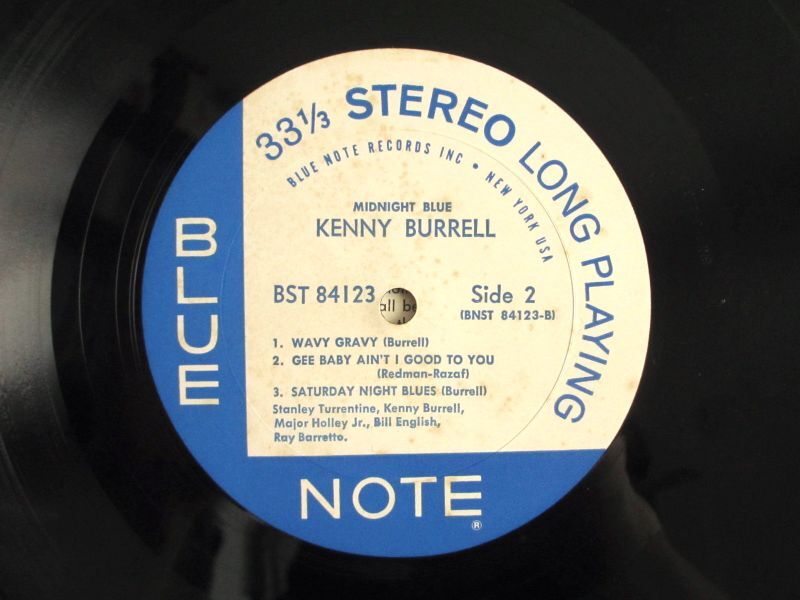 33⅓ STEREO LONG PLAYING
BLUE NOTE RECORDS INC • NEW YORK USA
MIDNIGHT BLUE
KENNY BURRELL
BST 84123
Side 2
(BNST 84123-B)
all be
1. WAVY GRAVY (Burrell)
2. GEE BABY AIN'T I GOOD TO YOU
(Redman-Razaf)
3. SATURDAY NIGHT BLUES (Burrell)
Stanley Turrentine, Kenny Burrell,
Major Holley Jr., Bill English,
Ray Barretto.
BLUE
NOTE ®